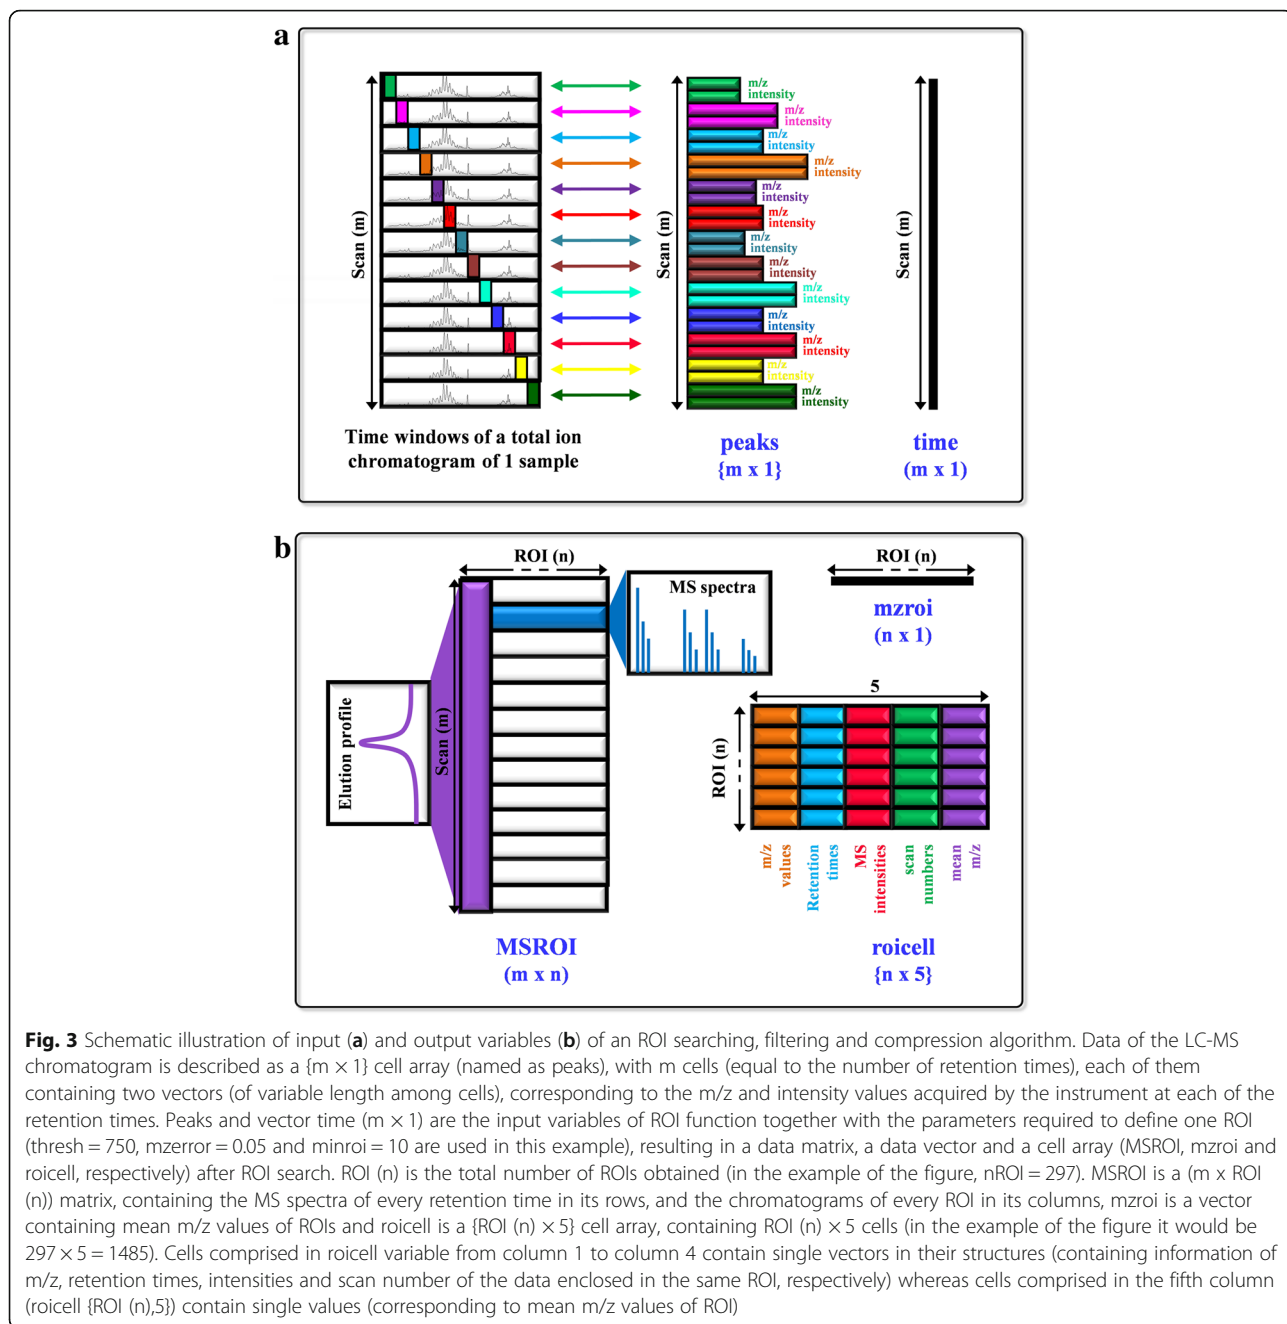 a
Scan (m)
m/z
intensity
m/z
intensity
m/z
intensity
m/z
intensity
m/z
intensity
m/z
intensity
m/z
intensity
m/z
intensity
m/z
intensity
m/z
intensity
m/z
intensity
m/z
intensity
m/z
intensity
Scan (m)
Scan (m)
Time windows of a total ion
chromatogram of 1 sample
peaks
{m x 1}
time
(m x 1)
b
ROI (n)
MS spectra
Elution profile
Scan (m)
MSROI
(m x n)
ROI (n)
mzroi
(n x 1)
5
ROI (n)
m/z
values
Retention
times
MS
intensities
scan
numbers
mean
m/z
roicell
{n x 5}
Fig. 3 Schematic illustration of input (a) and output variables (b) of an ROI searching, filtering and compression algorithm. Data of the LC-MS
chromatogram is described as a {m × 1} cell array (named as peaks), with m cells (equal to the number of retention times), each of them
containing two vectors (of variable length among cells), corresponding to the m/z and intensity values acquired by the instrument at each of the
retention times. Peaks and vector time (m × 1) are the input variables of ROI function together with the parameters required to define one ROI
(thresh = 750, mzerror = 0.05 and minroi = 10 are used in this example), resulting in a data matrix, a data vector and a cell array (MSROI, mzroi and
roicell, respectively) after ROI search. ROI (n) is the total number of ROIs obtained (in the example of the figure, nROI = 297). MSROI is a (m x ROI
(n)) matrix, containing the MS spectra of every retention time in its rows, and the chromatograms of every ROI in its columns, mzroi is a vector
containing mean m/z values of ROIs and roicell is a {ROI (n) × 5} cell array, containing ROI (n) × 5 cells (in the example of the figure it would be
297 × 5 = 1485). Cells comprised in roicell variable from column 1 to column 4 contain single vectors in their structures (containing information of
m/z, retention times, intensities and scan number of the data enclosed in the same ROI, respectively) whereas cells comprised in the fifth column
(roicell {ROI (n),5}) contain single values (corresponding to mean m/z values of ROI)